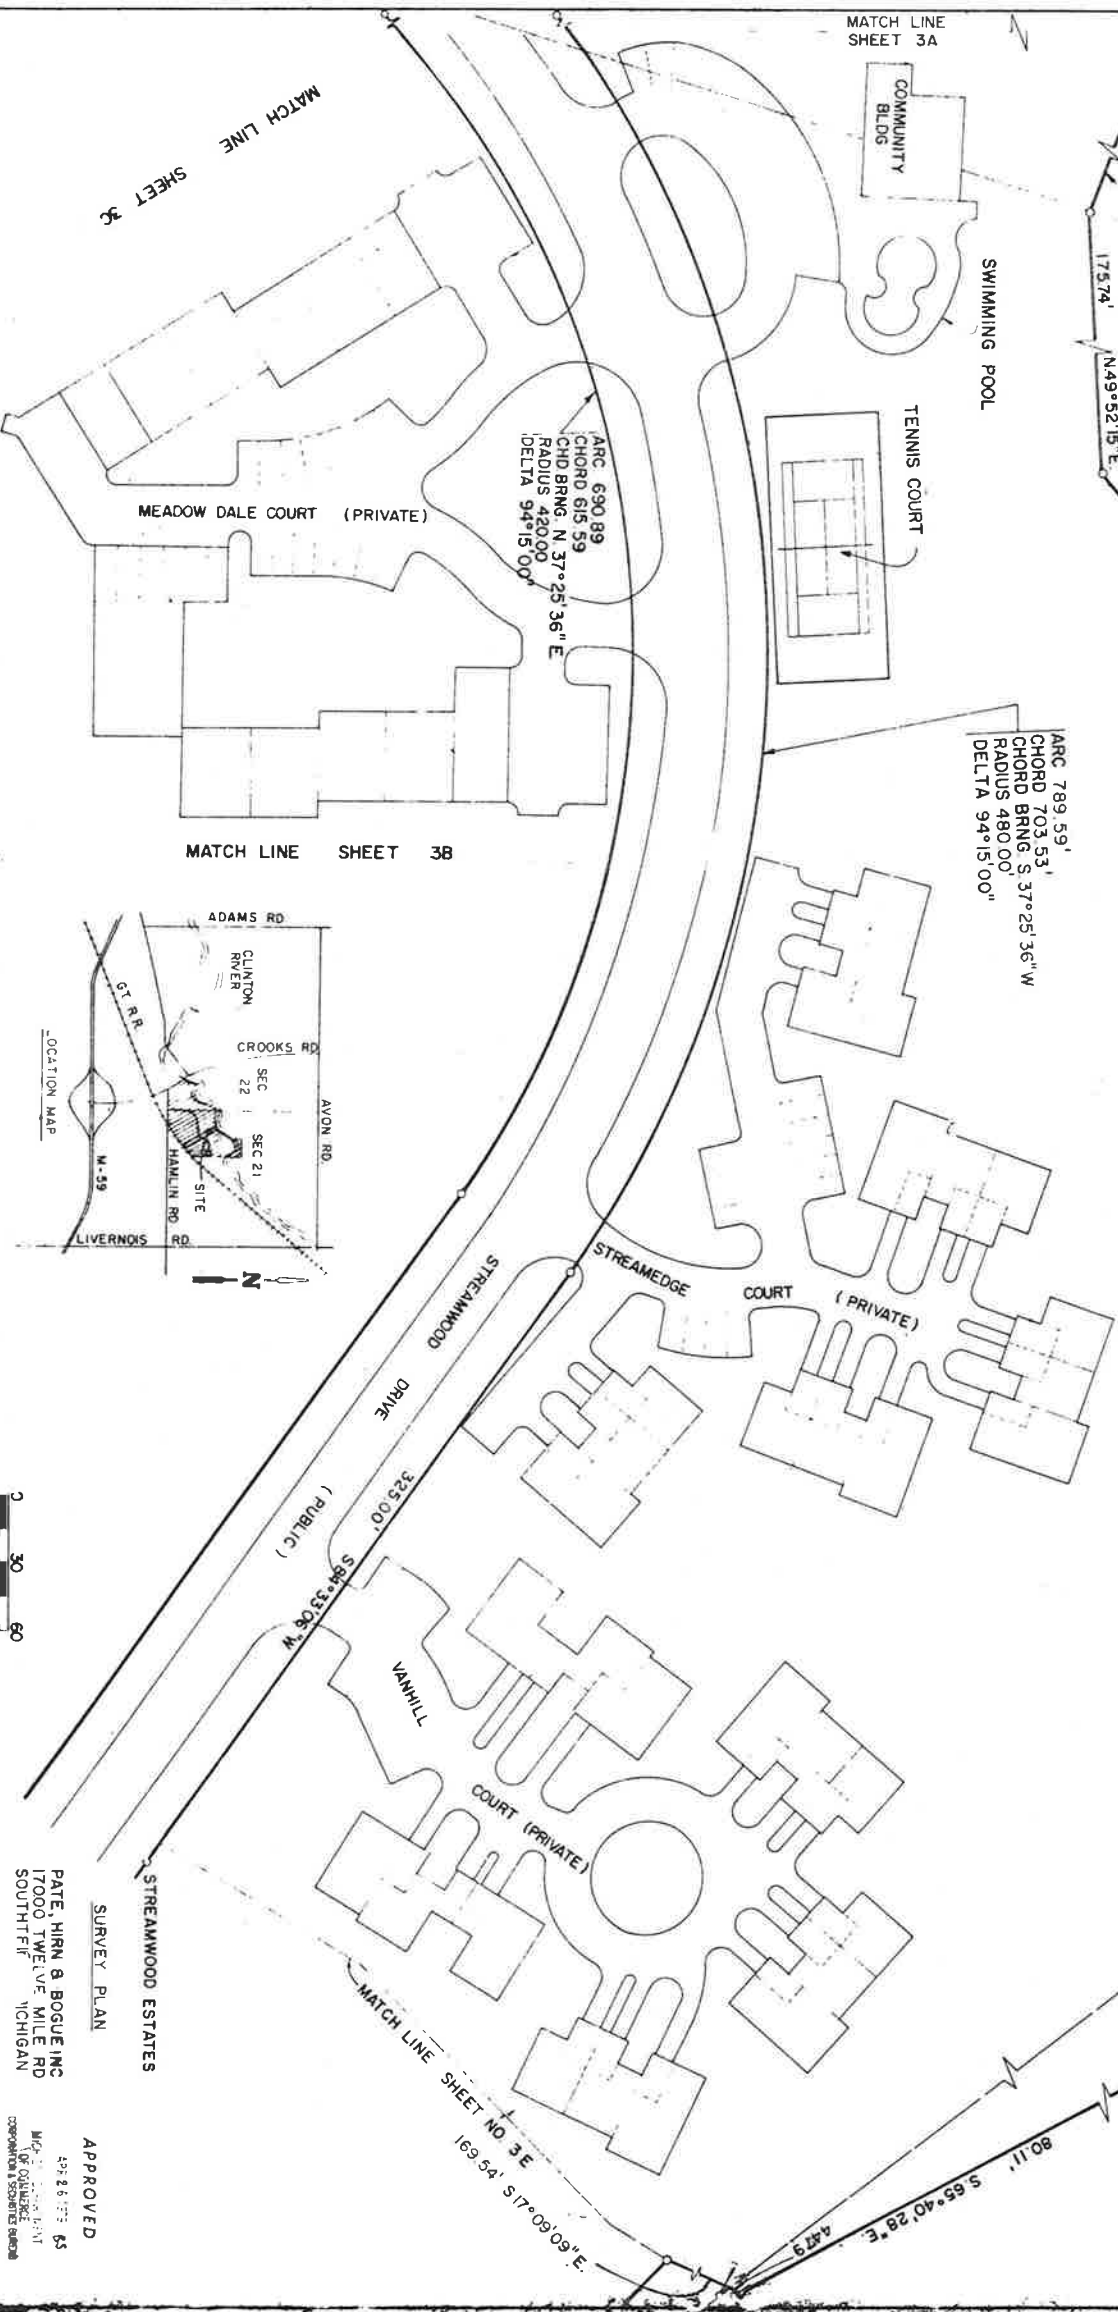 MATCH LINE
SHEET 3A
COMMUNITY
BLDG
175.74'
N.49°52'15"E.
SWIMMING POOL
MATCH LINE SHEET 3C
TENNIS COURT
ARC 690.89
CHORD 615.59
CHD BRNG. N. 37°25'36" E
RADIUS 420.00
DELTA 94°15'00"
MEADOW DALE COURT (PRIVATE)
ARC 789.59'
CHORD 703.53'
CHORD BRNG. S. 37°25'36" W
RADIUS 480.00'
DELTA 94°15'00"
MATCH LINE SHEET 3B
ADAMS RD
CLINTON
RIVER
GT. R.R.
CROOKS RD
SEC
22
SEC 21
AVON RD.
SITE
HAMLIN RD
M-59
LIVERNOIS RD.
LOCATION MAP
N
STREAMEDGE COURT (PRIVATE)
STREAMWOOD DRIVE (PUBLIC)
325.00'
S84°33'06"W
0 30 60
VANHILL COURT (PRIVATE)
STREAMWOOD ESTATES
SURVEY PLAN
PATE, HIRN & BOGUE INC
17000 TWELVE MILE RD
MATCH LINE SHEET NO. 3E
169.54' S17°09'09"E.
80.11' S.65°40'28"E.
APPROVED
OF COMMERCE
CORPORATION & SECURITIES BUREAU